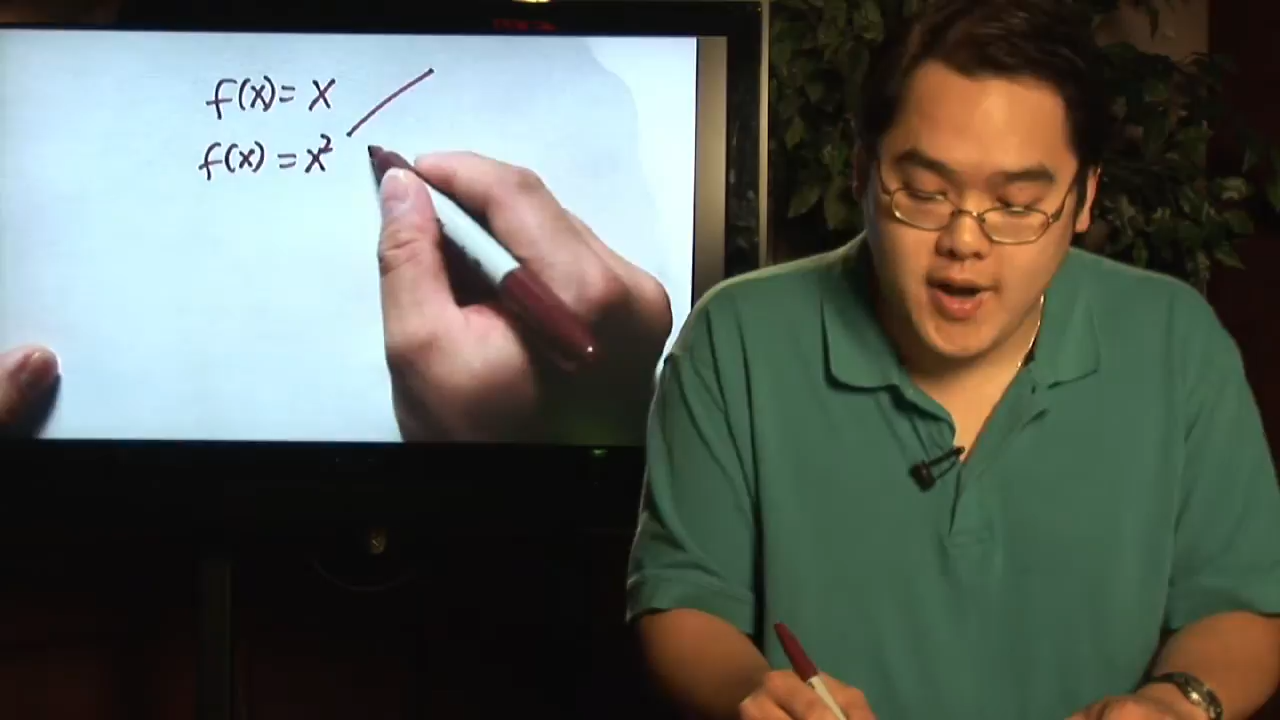 f(x) = X
f(x) = x²